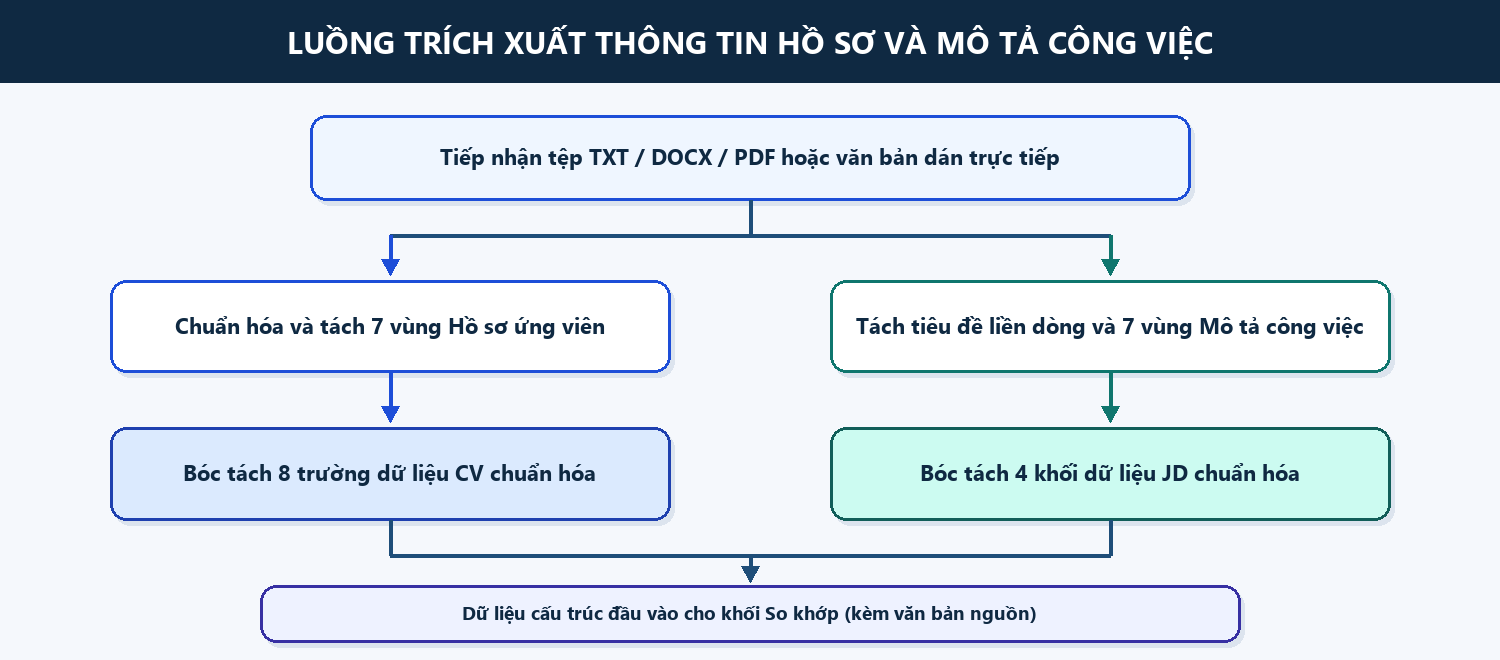 LUỒNG TRÍCH XUẤT THÔNG TIN HỒ SƠ VÀ MÔ TẢ CÔNG VIỆC
Tiếp nhận tệp TXT / DOCX / PDF hoặc văn bản dán trực tiếp
Chuẩn hóa và tách 7 vùng Hồ sơ ứng viên
Tách tiêu đề liền dòng và 7 vùng Mô tả công việc
Bóc tách 8 trường dữ liệu CV chuẩn hóa
Bóc tách 4 khối dữ liệu JD chuẩn hóa
Dữ liệu cấu trúc đầu vào cho khối So khớp (kèm văn bản nguồn)